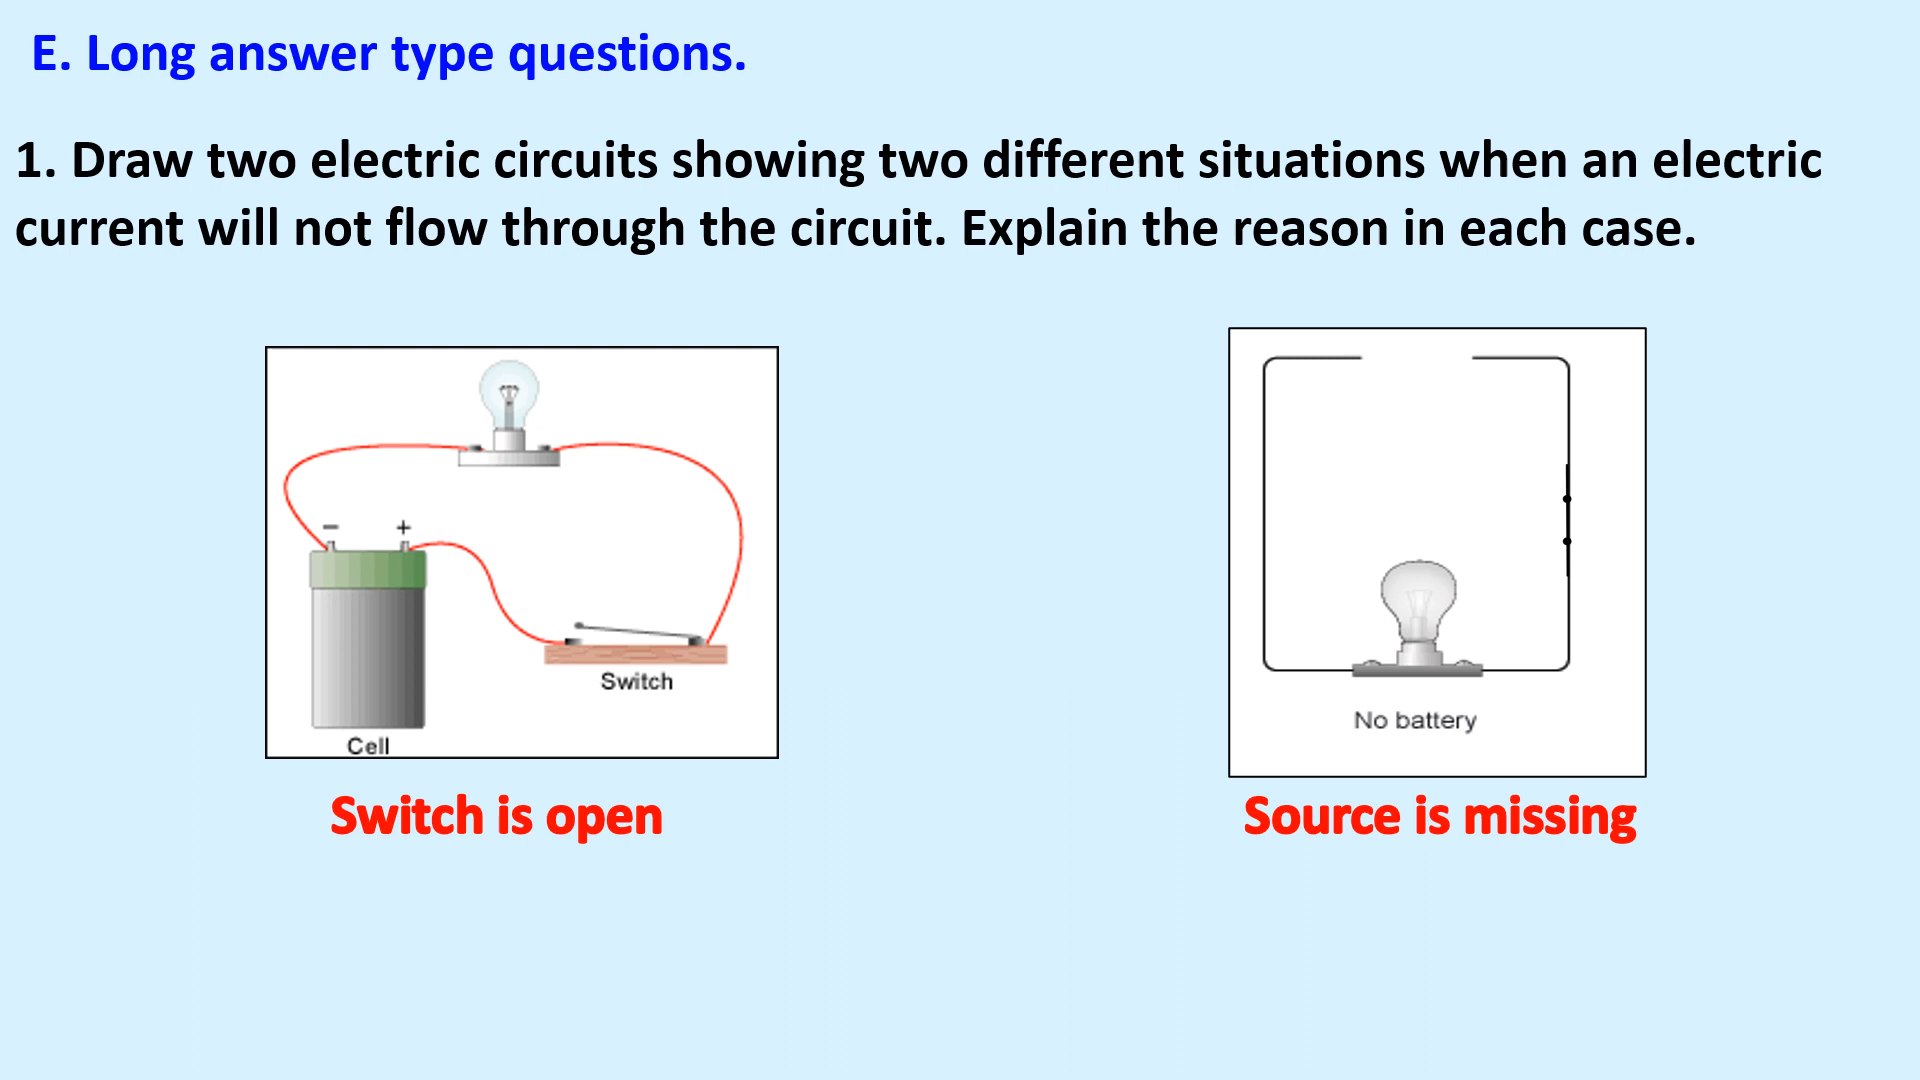 E. Long answer type questions.
1. Draw two electric circuits showing two different situations when an electric
current will not flow through the circuit. Explain the reason in each case.
− +
Switch
Cell
No battery
Switch is open
Source is missing